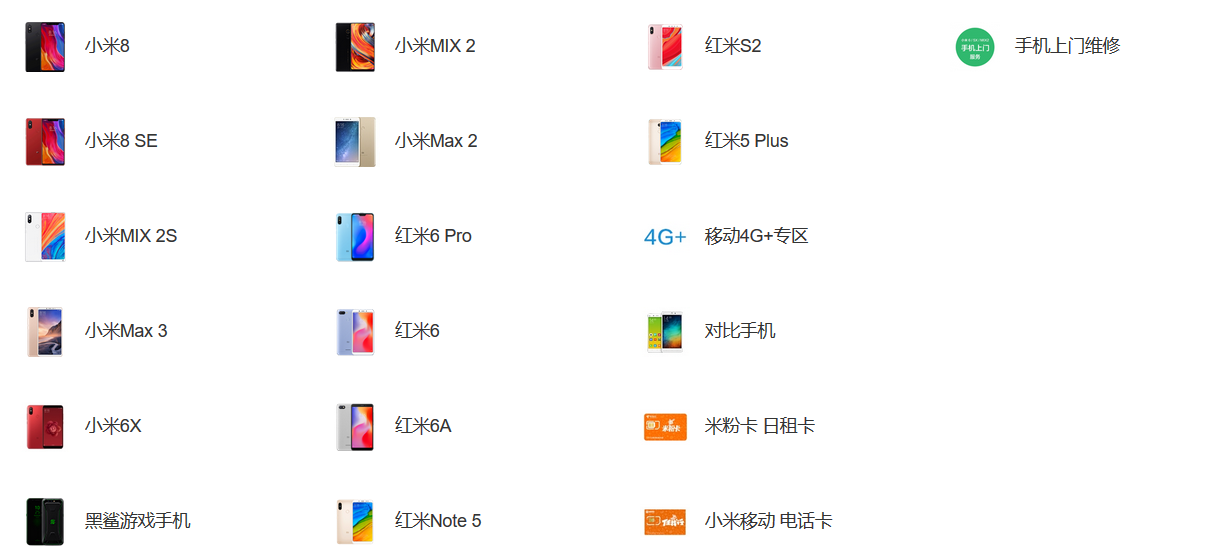 小米8
小米8 SE
小米MIX 2S
小米Max 3
小米6X
黑鲨游戏手机
小米MIX 2
小米Max 2
红米6 Pro
红米6
红米6A
红米Note 5
红米S2
红米5 Plus
4G+ 移动4G+专区
对比手机
米粉卡
米粉卡 日租卡
小米移动 电话卡
手机上门
服务
手机上门维修